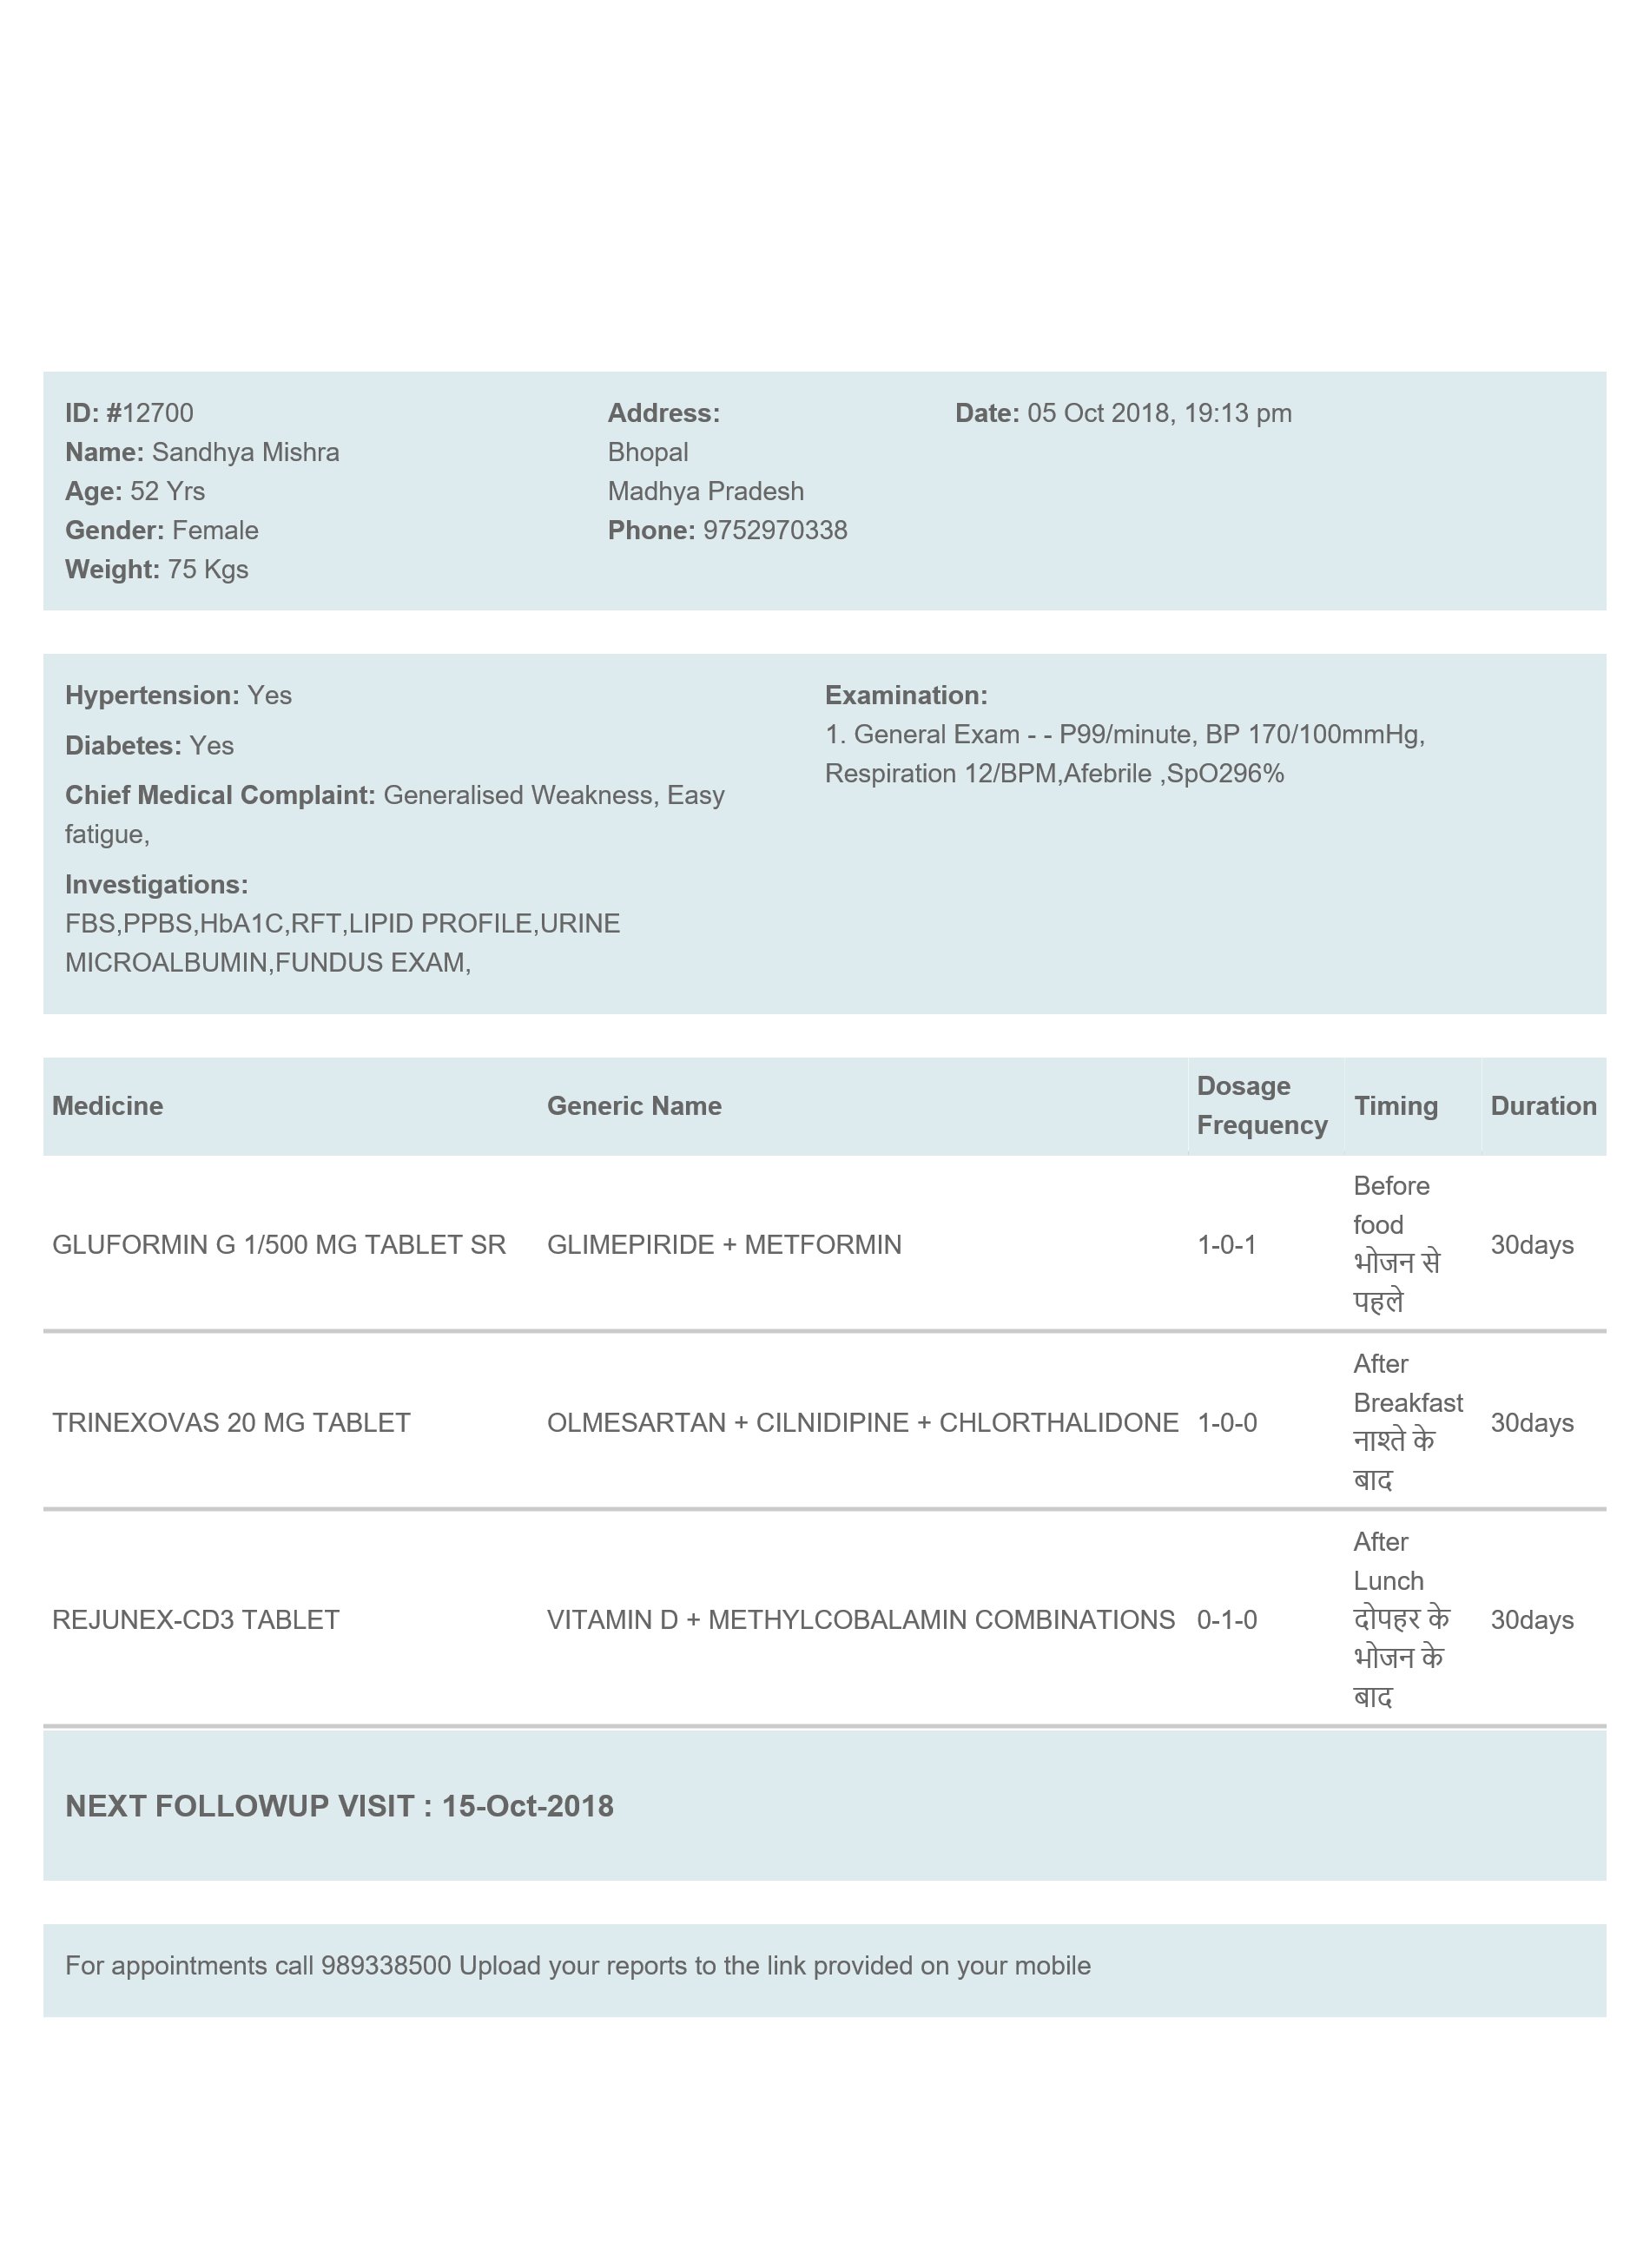 ID: #12700
Name: Sandhya Mishra
Age: 52 Yrs
Gender: Female
Weight: 75 Kgs
Address:
Bhopal
Madhya Pradesh
Phone: 9752970338
Date: 05 Oct 2018, 19:13 pm
Hypertension: Yes
Diabetes: Yes
Chief Medical Complaint: Generalised Weakness, Easy
fatigue,
Investigations:
FBS,PPBS,HbA1C,RFT,LIPID PROFILE,URINE
MICROALBUMIN,FUNDUS EXAM,
Examination:
1. General Exam - - P99/minute, BP 170/100mmHg,
Respiration 12/BPM,Afebrile ,SpO296%
Medicine
Generic Name
Dosage
Frequency
Timing
Duration
GLUFORMIN G 1/500 MG TABLET SR
GLIMEPIRIDE + METFORMIN
1-0-1
Before
food
भोजन से
पहले
30days
TRINEXOVAS 20 MG TABLET
OLMESARTAN + CILNIDIPINE + CHLORTHALIDONE
1-0-0
After
Breakfast
नाश्ते के
बाद
30days
REJUNEX-CD3 TABLET
VITAMIN D + METHYLCOBALAMIN COMBINATIONS
0-1-0
After
Lunch
दोपहर के
भोजन के
बाद
30days
NEXT FOLLOWUP VISIT : 15-Oct-2018
For appointments call 989338500 Upload your reports to the link provided on your mobile